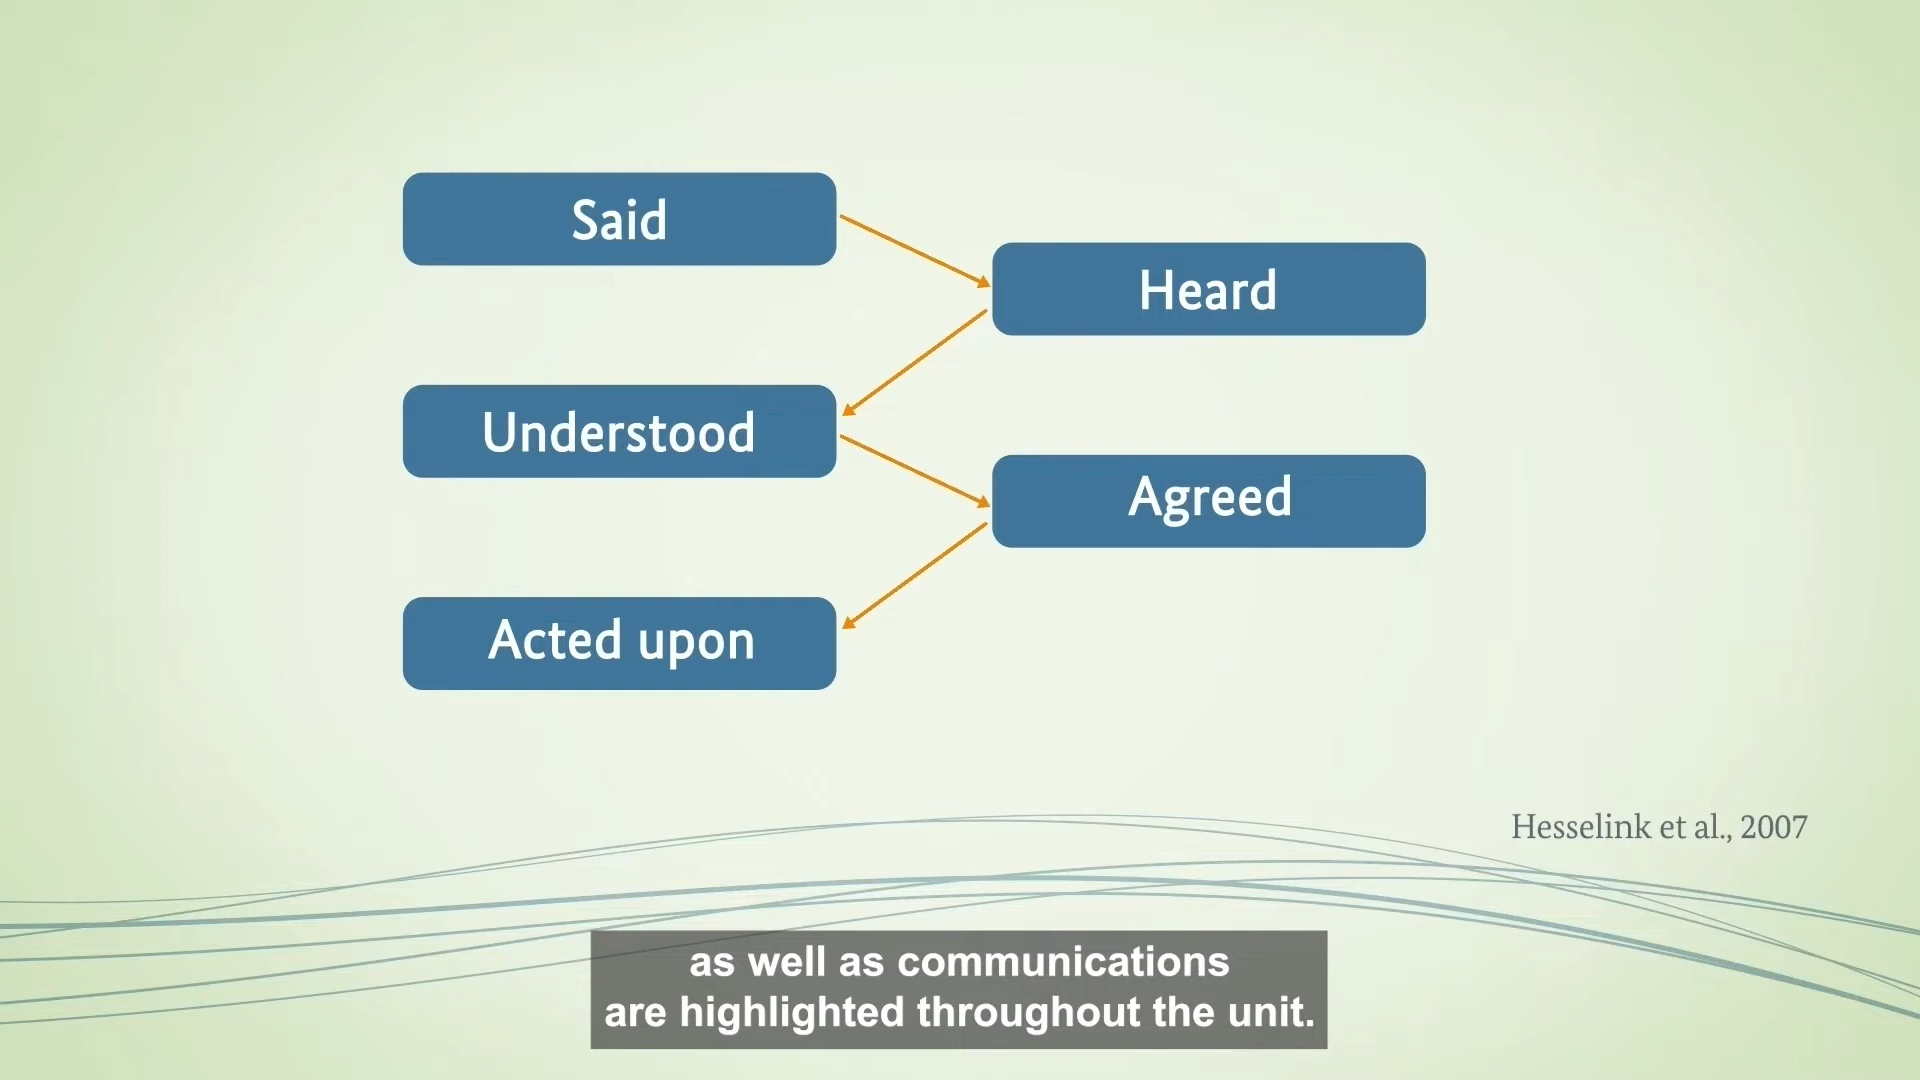 Said
Heard
Understood
Agreed
Acted upon
Hesselink et al., 2007
as well as communications
are highlighted throughout the unit.